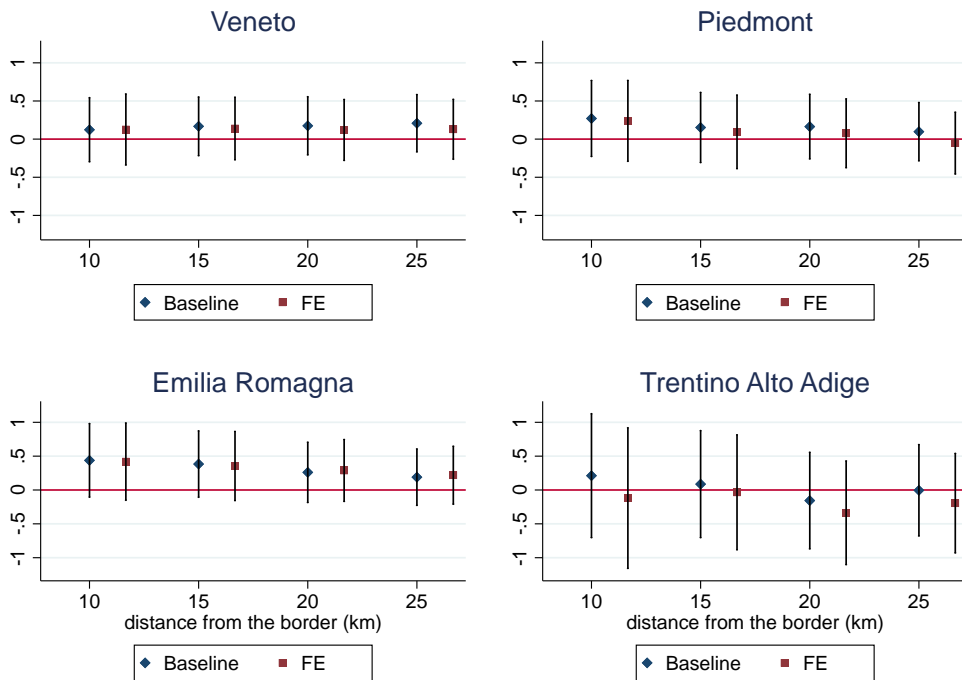 Veneto
1
.5
0
-.5
-1
10 15 20 25
Baseline FE
Piedmont
1
.5
0
-.5
-1
10 15 20 25
Baseline FE
Emilia Romagna
1
.5
0
-.5
-1
10 15 20 25
distance from the border (km)
Baseline FE
Trentino Alto Adige
1
.5
0
-.5
-1
10 15 20 25
distance from the border (km)
Baseline FE